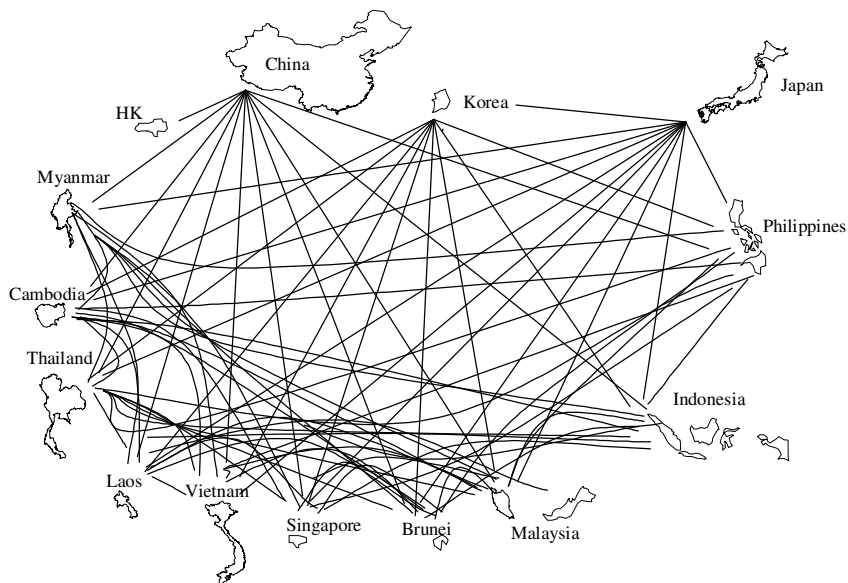 China
Japan
Korea
HK
Myanmar
Philippines
Cambodia
Thailand
Indonesia
Laos
Vietnam
Singapore
Brunei
Malaysia